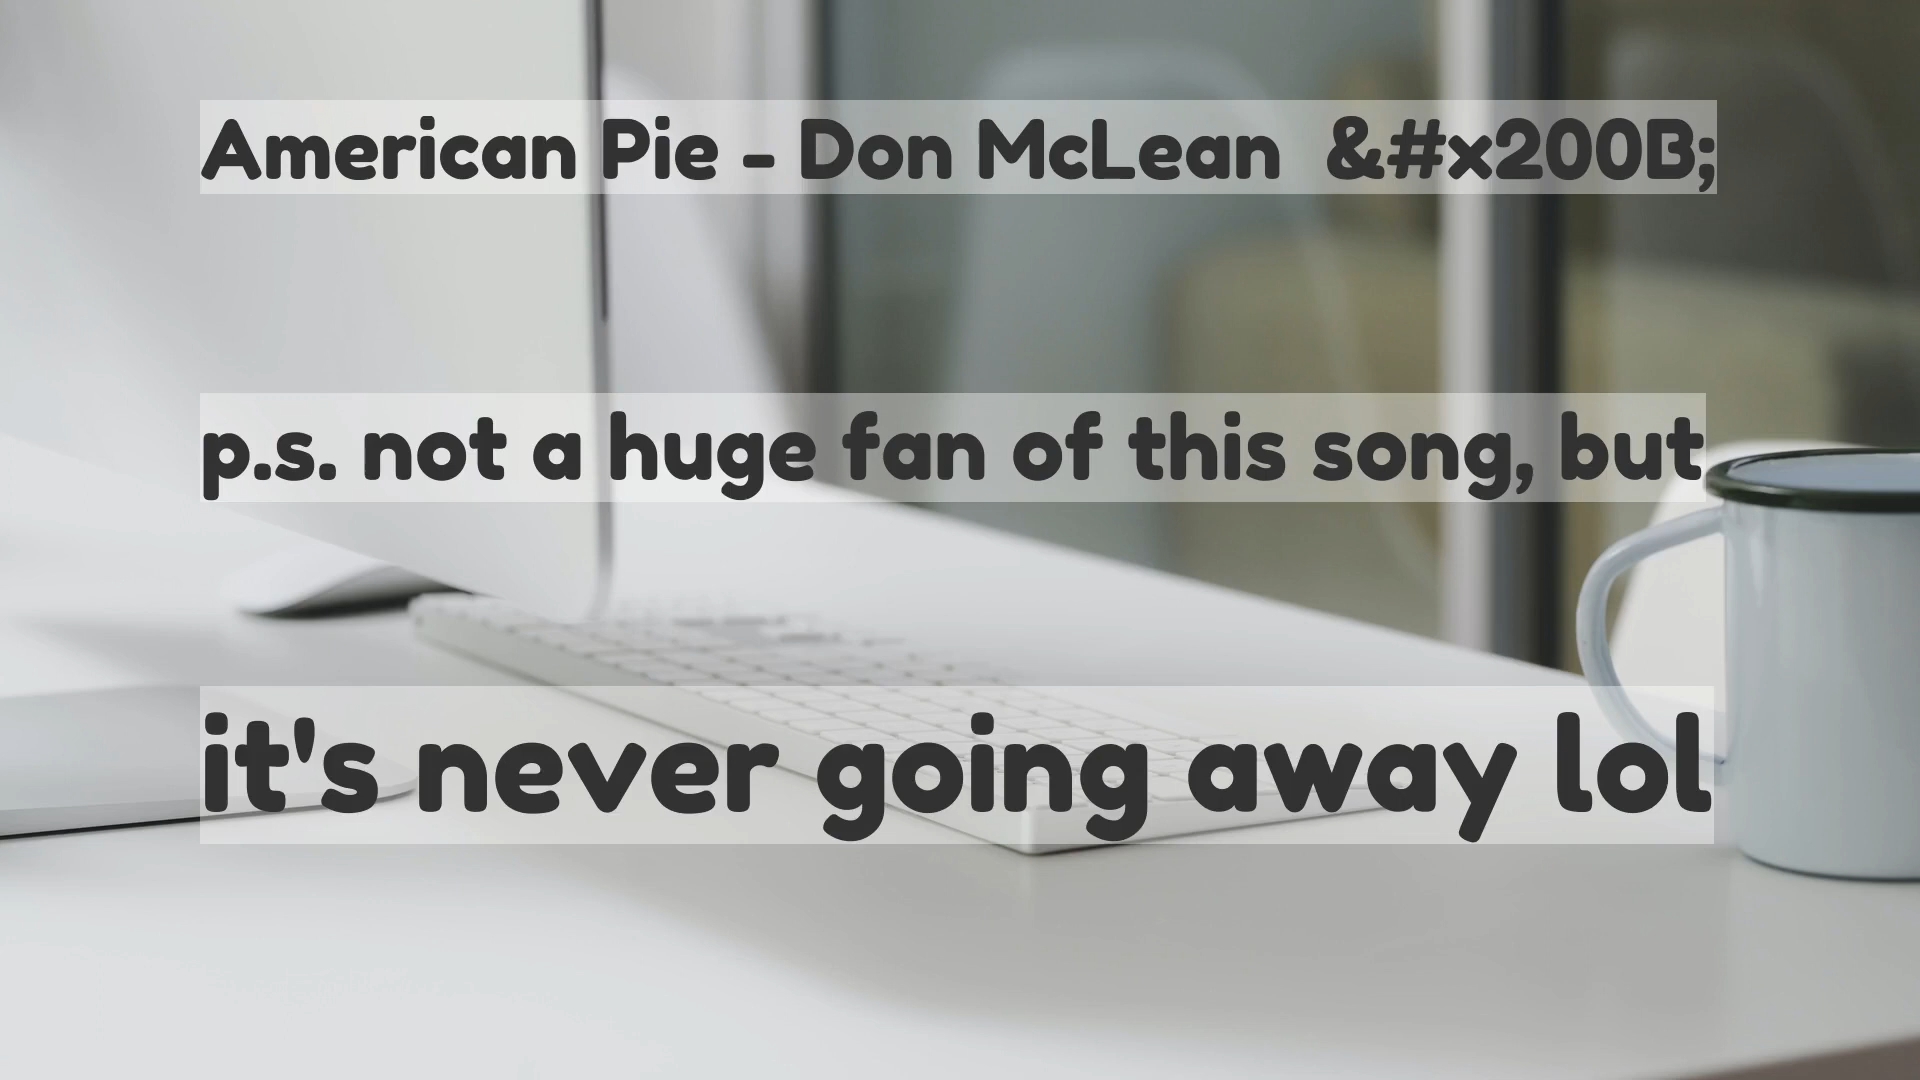 American Pie - Don McLean  &#x200B;
p.s. not a huge fan of this song, but
it's never going away lol